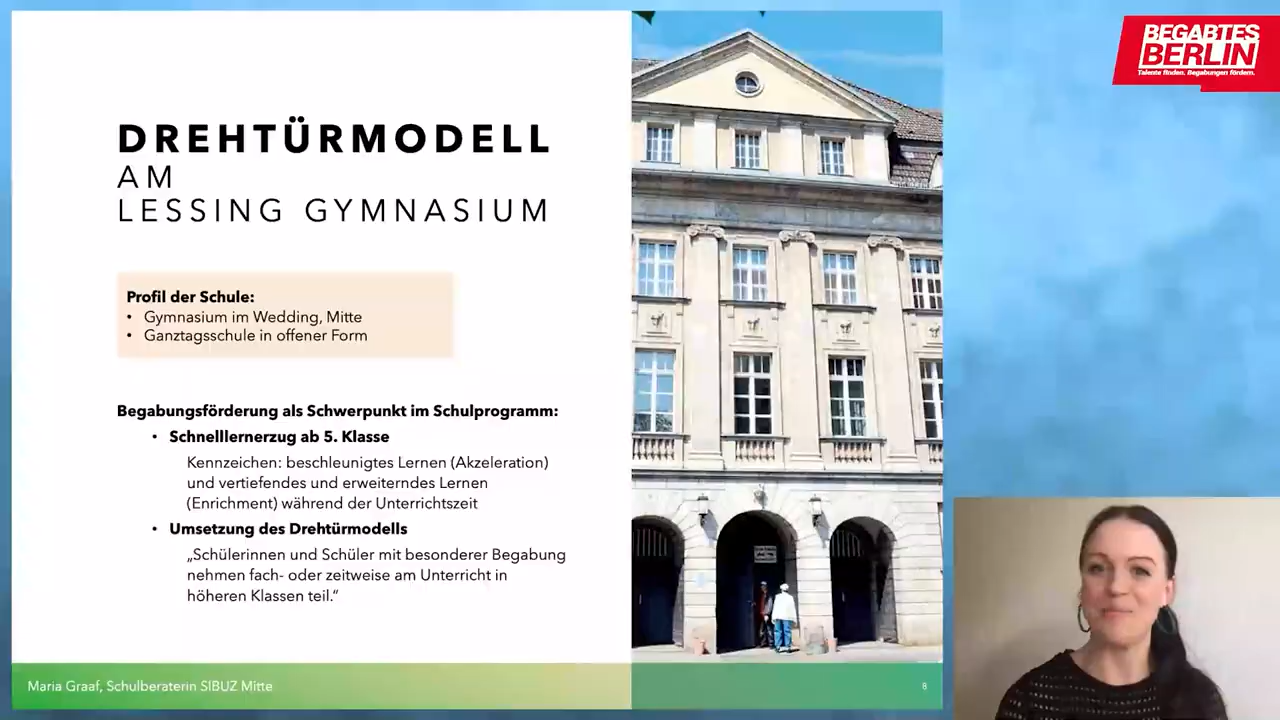 DREHTÜRMODELL
AM
LESSING GYMNASIUM
Profil der Schule:
• Gymnasium im Wedding, Mitte
• Ganztagsschule in offener Form
Begabungsförderung als Schwerpunkt im Schulprogramm:
• Schnelllernerzug ab 5. Klasse
Kennzeichen: beschleunigtes Lernen (Akzeleration)
und vertiefendes und erweiterndes Lernen
(Enrichment) während der Unterrichtszeit
• Umsetzung des Drehtürmodells
„Schülerinnen und Schüler mit besonderer Begabung
nehmen fach- oder zeitweise am Unterricht in
höheren Klassen teil.“
Maria Graaf, Schulberaterin SIBUZ Mitte
8
BEGABTES
BERLIN
Talente finden. Begabungen fördern.